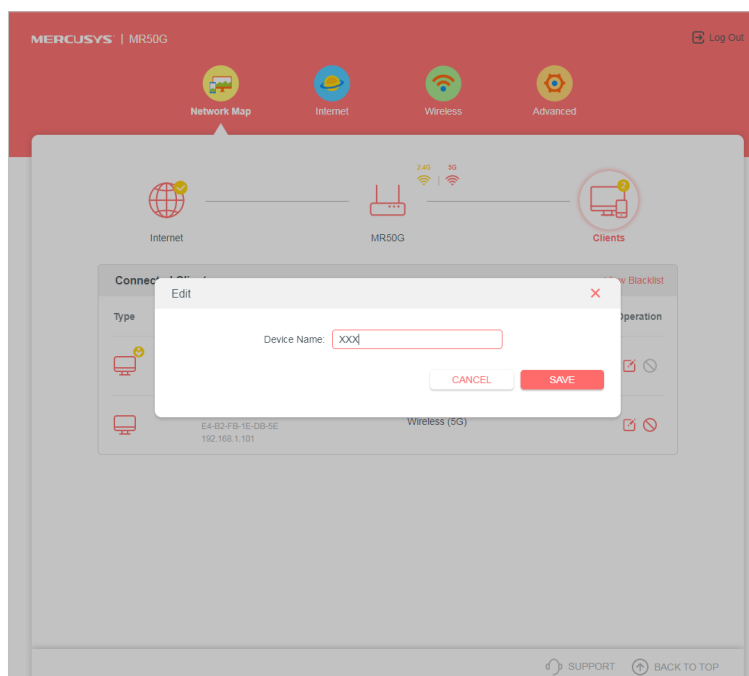 MERCUSYS | MR50G
Log Out
Network Map
Internet
Wireless
Advanced
2.4G
5G
2
Internet
MR50G
Clients
Edit
Blacklist
Type
Device Name: XXX
Operation
CANCEL
SAVE
E4-B2-FB-1E-DB-5E
192.168.1.101
Wireless (5G)
SUPPORT
BACK TO TOP